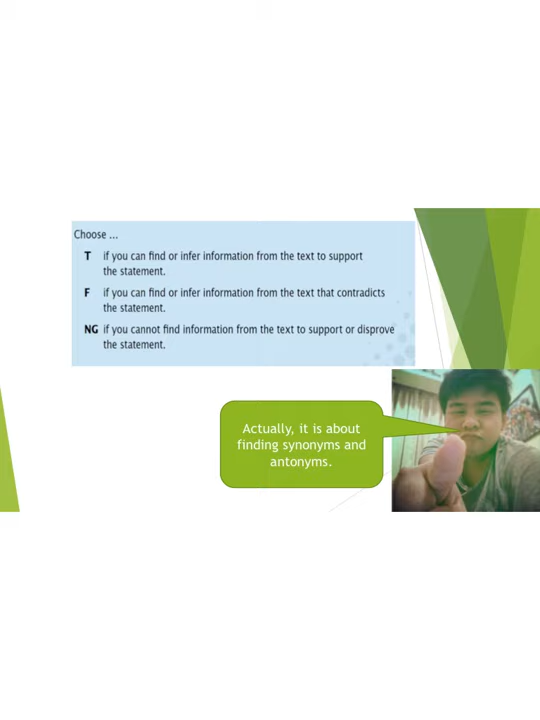 Choose ...
T if you can find or infer information from the text to support
the statement.
F if you can find or infer information from the text that contradicts
the statement.
NG if you cannot find information from the text to support or disprove
the statement.
Actually, it is about
finding synonyms and
antonyms.